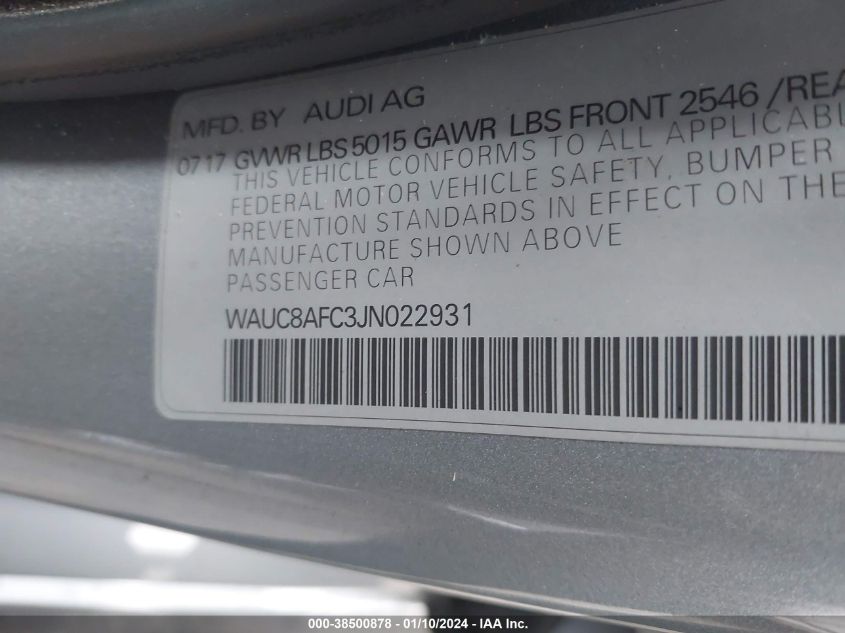 MFD. BY AUDI AG
07 17 GVWR LBS 5015 GAWR LBS FRONT 2546 /REA
THIS VEHICLE CONFORMS TO ALL APPLICABL
FEDERAL MOTOR VEHICLE SAFETY, BUMPER
PREVENTION STANDARDS IN EFFECT ON THE
MANUFACTURE SHOWN ABOVE
PASSENGER CAR
WAUC8AFC3JN022931
000-38500878 - 01/10/2024 - IAA Inc.